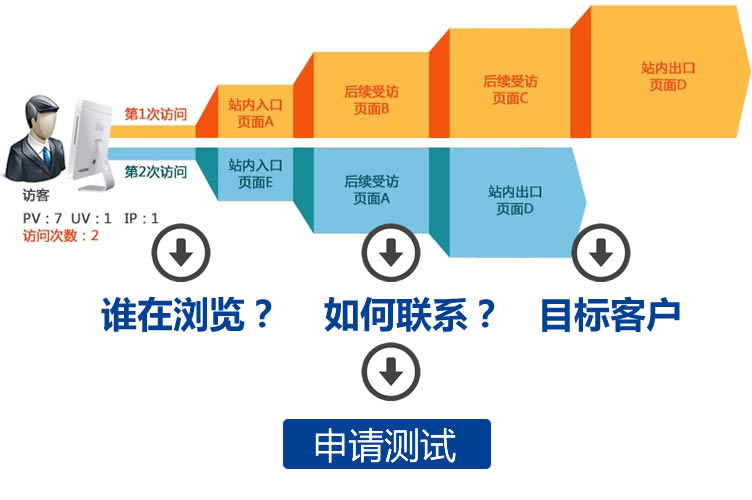 第1次访问
站内入口
页面A
后续受访
页面B
后续受访
页面C
站内出口
页面D
第2次访问
站内入口
页面E
后续受访
页面A
站内出口
页面D
访客
PV：7 UV：1 IP：1
访问次数：2
谁在浏览？
如何联系？
目标客户
申请测试